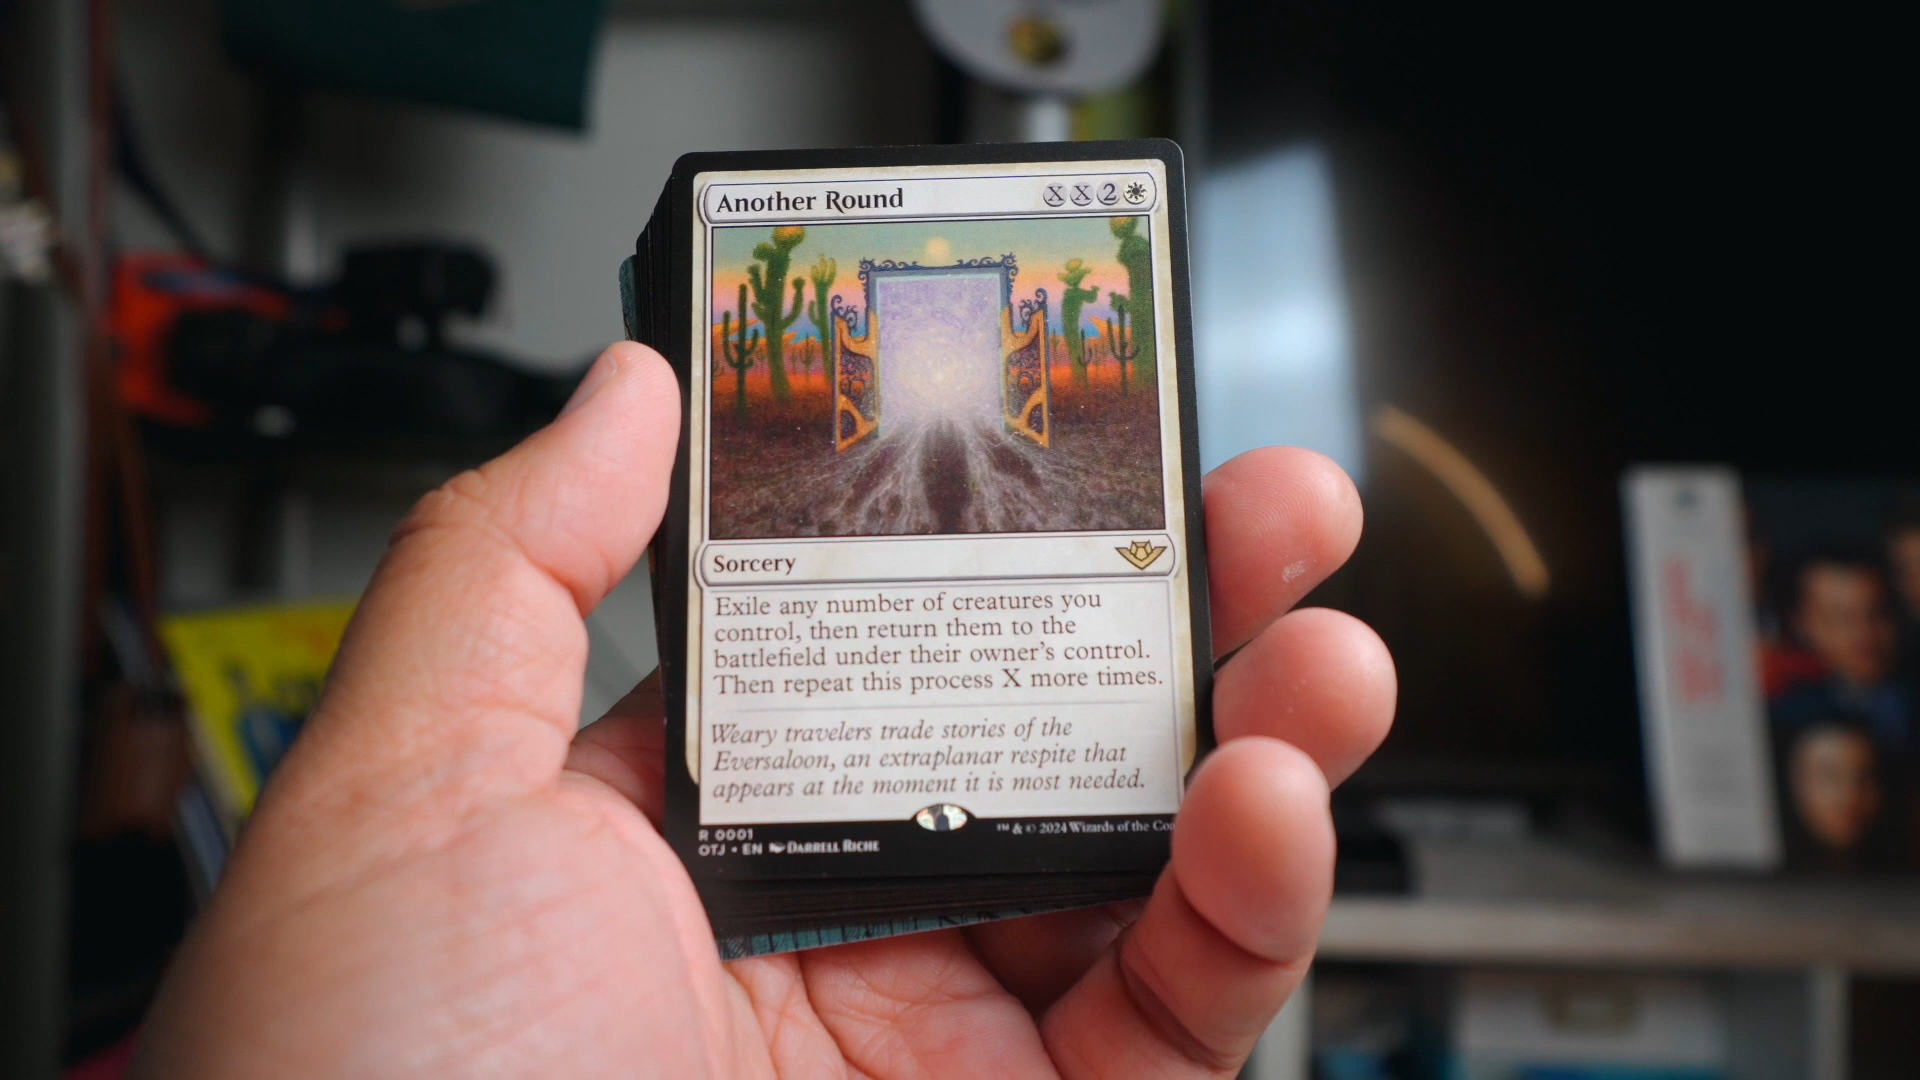 Another Round
X X 2
Sorcery
Exile any number of creatures you
control, then return them to the
battlefield under their owner's control.
Then repeat this process X more times.
Weary travelers trade stories of the
Eversaloon, an extraplanar respite that
appears at the moment it is most needed.
R 0001
OTJ • EN DARRELL RICHE
™ & © 2024 Wizards of the Co